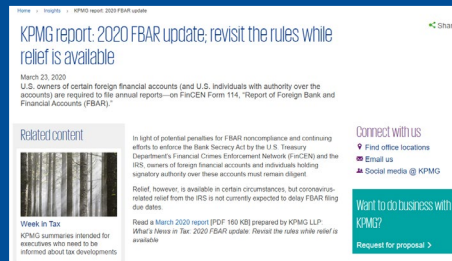 Home › Insights › KPMG report: 2020 FBAR update
KPMG report: 2020 FBAR update; revisit the rules while
relief is available
Shar
March 23, 2020
U.S. owners of certain foreign financial accounts (and U.S. individuals with authority over the
accounts) are required to file annual reports—on FinCEN Form 114, "Report of Foreign Bank and
Financial Accounts (FBAR)."
Related content
Week in Tax
KPMG summaries intended for
executives who need to be
informed about tax developments
In light of potential penalties for FBAR noncompliance and continuing
efforts to enforce the Bank Secrecy Act by the U.S. Treasury
Department's Financial Crimes Enforcement Network (FinCEN) and the
IRS, owners of foreign financial accounts and individuals holding
signatory authority over these accounts must remain diligent.
Relief, however, is available in certain circumstances, but coronavirus-
related relief from the IRS is not currently expected to delay FBAR filing
due dates.
Read a March 2020 report [PDF 160 KB] prepared by KPMG LLP:
What's News in Tax: 2020 FBAR update: Revisit the rules while relief is
available
Connect with us
Find office locations
Email us
Social media @ KPMG
Want to do business with
KPMG?
Request for proposal >